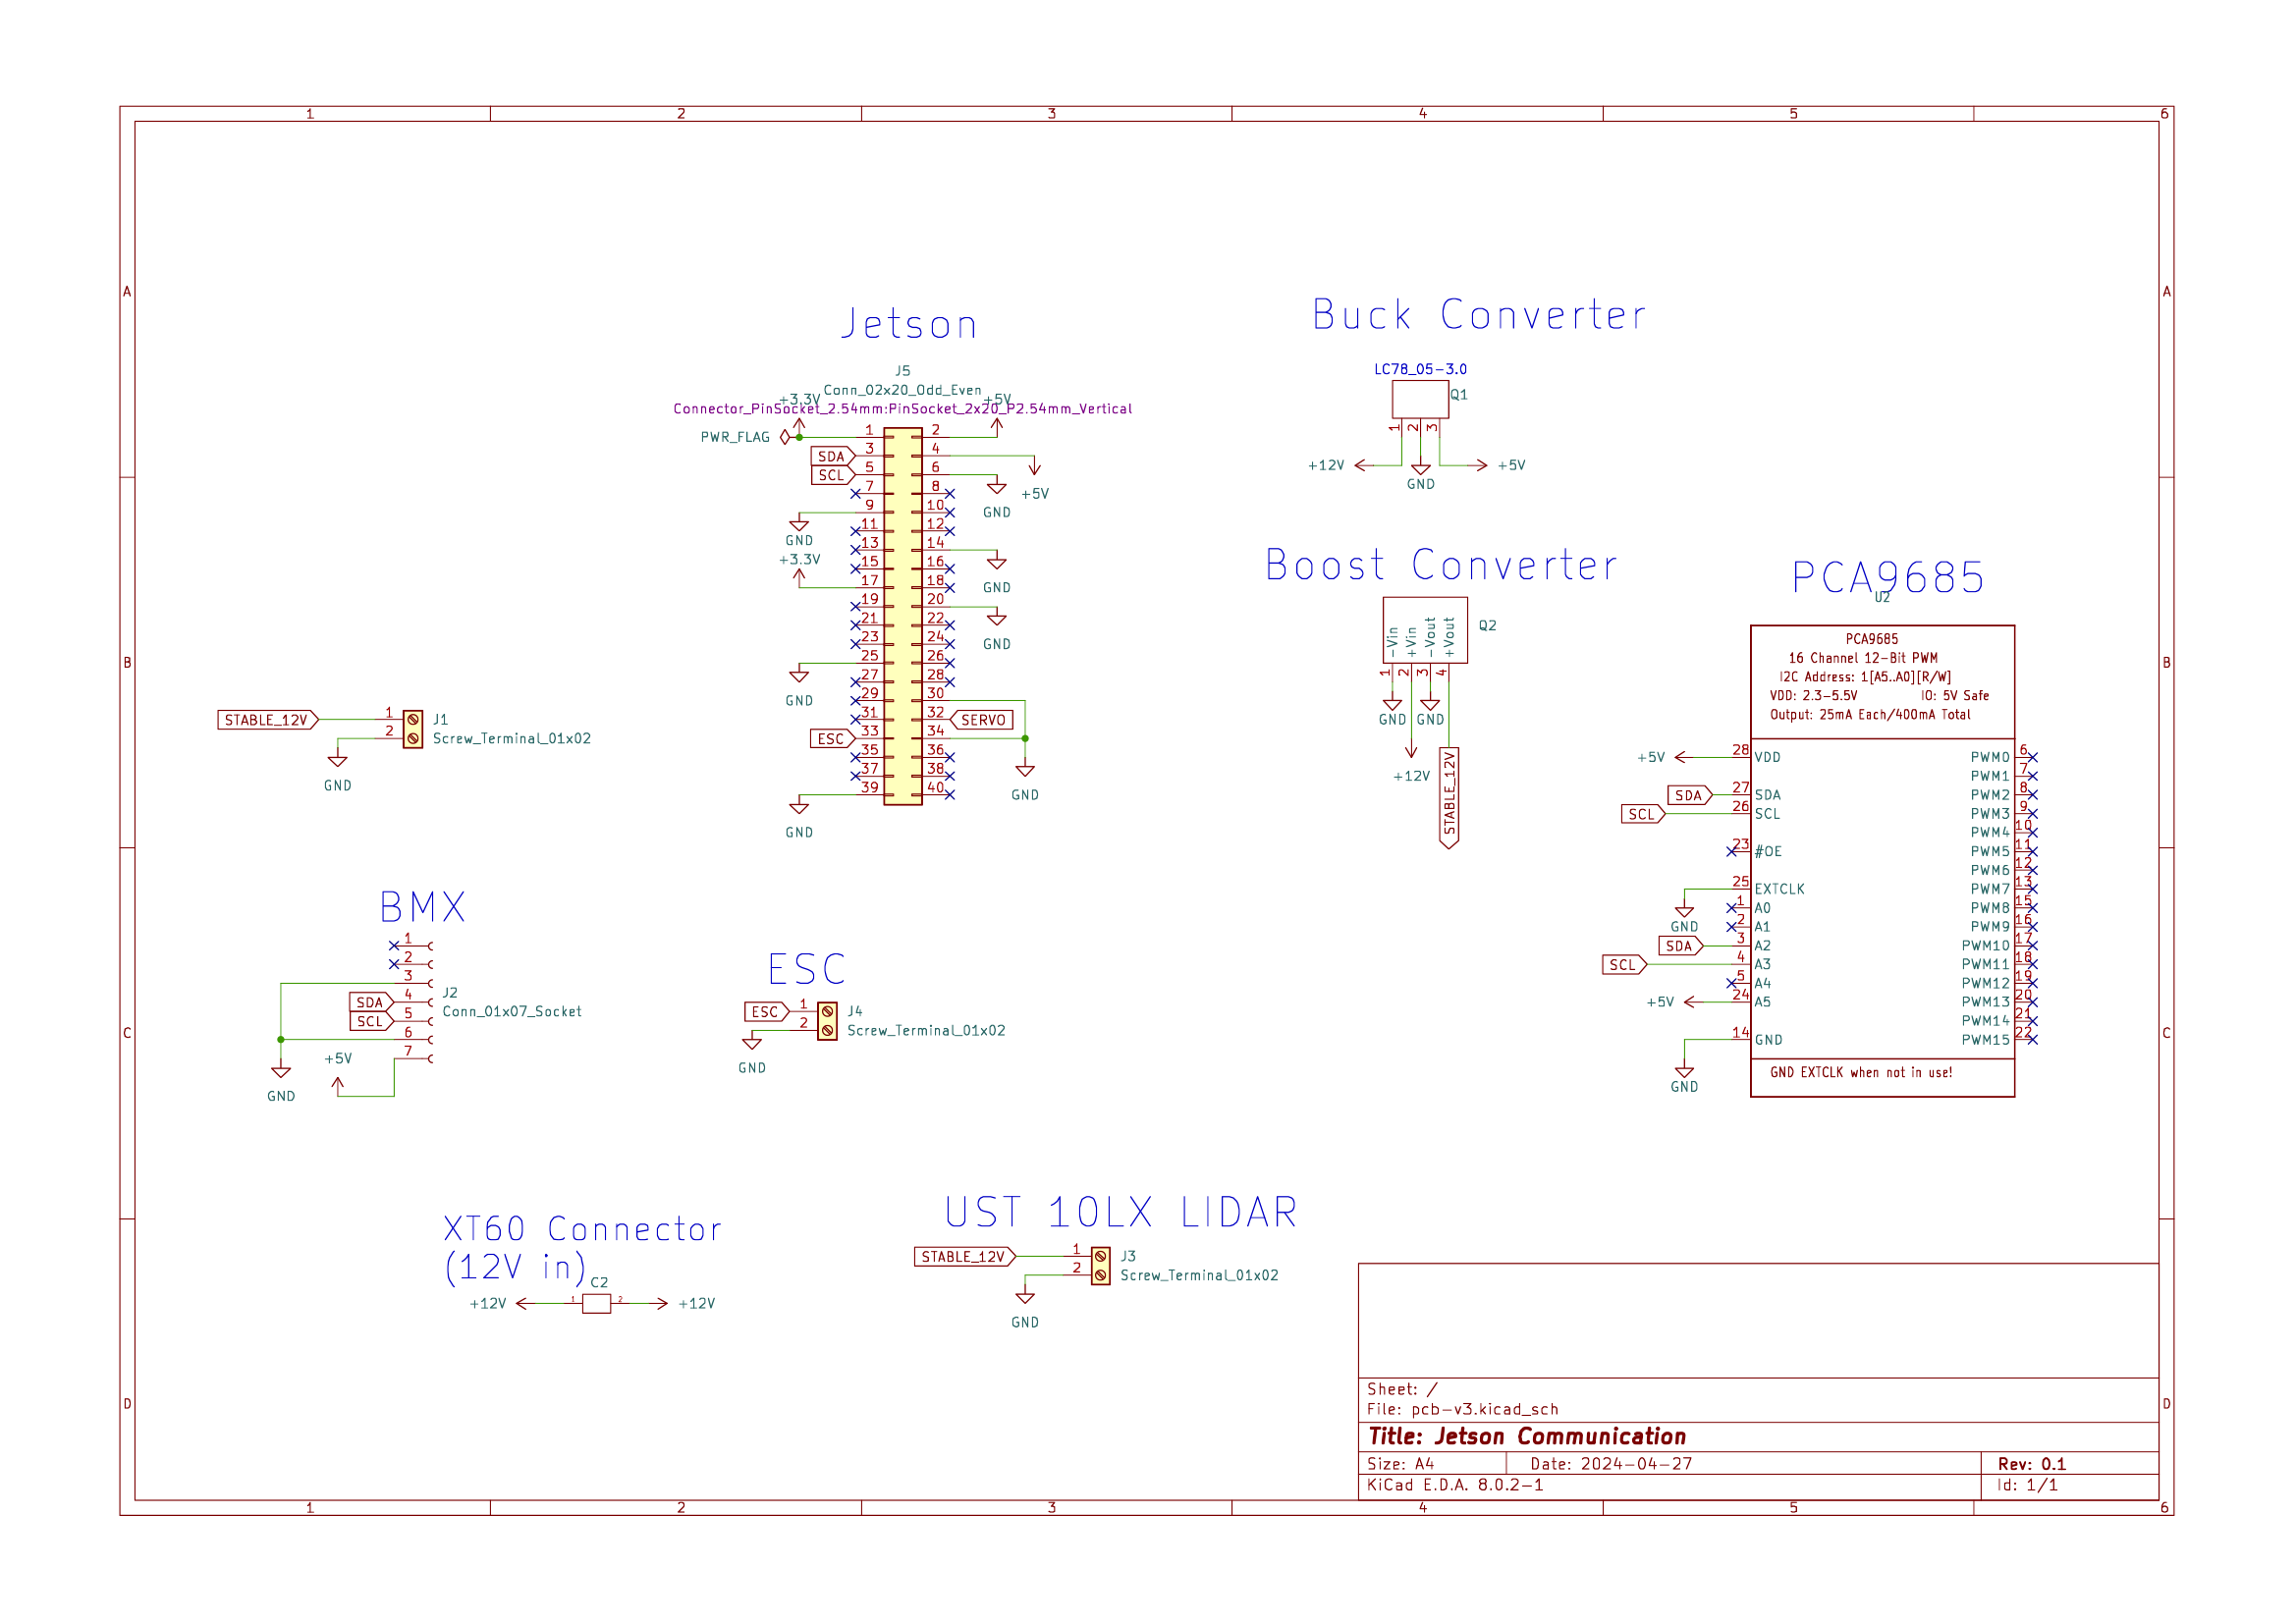 1 2 3 4 5 6
A A
B B
C C
D D
1 2 3 4 5 6
Jetson
J5
Conn_02x20_Odd_Even
+3.3V +5V
Connector_PinSocket_2.54mm:PinSocket_2x20_P2.54mm_Vertical
PWR_FLAG 1 2
SDA 3 4
SCL 5 6
+5V
7 8
GND
9 10
11 12
GND
13 14
+3.3V
15 16
GND
17 18
19 20
21 22
GND
23 24
25 26
27 28
GND
29 30
31 32 SERVO
ESC 33 34
35 36
37 38
GND
39 40
GND
Buck Converter
LC78_05-3.0
Q1
1 2 3
+12V +5V
GND
Boost Converter
Q2
-Vin +Vin -Vout +Vout
1 2 3 4
GND GND
+12V
STABLE_12V
PCA9685
U2
PCA9685
16 Channel 12-Bit PWM
I2C Address: 1[A5..A0][R/W]
VDD: 2.3-5.5V IO: 5V Safe
Output: 25mA Each/400mA Total
+5V 28 VDD PWM0 6
PWM1 7
SDA 27 SDA PWM2 8
SCL 26 SCL PWM3 9
PWM4 10
23 #OE PWM5 11
PWM6 12
25 EXTCLK PWM7 13
1 A0 PWM8 15
GND 2 A1 PWM9 16
SDA 3 A2 PWM10 17
SCL 4 A3 PWM11 18
5 A4 PWM12 19
+5V 24 A5 PWM13 20
PWM14 21
14 GND PWM15 22
GND
GND EXTCLK when not in use!
STABLE_12V 1 J1
2 Screw_Terminal_01x02
GND
BMX
1
2
3
J2
SDA 4
Conn_01x07_Socket
SCL 5
6
+5V 7
GND
ESC
ESC 1 J4
2 Screw_Terminal_01x02
GND
XT60 Connector
(12V in)
C2
+12V 1 2 +12V
UST 10LX LIDAR
STABLE_12V 1 J3
2 Screw_Terminal_01x02
GND
Sheet: /
File: pcb-v3.kicad_sch
Title: Jetson Communication
Size: A4 Date: 2024-04-27 Rev: 0.1
KiCad E.D.A. 8.0.2-1 Id: 1/1